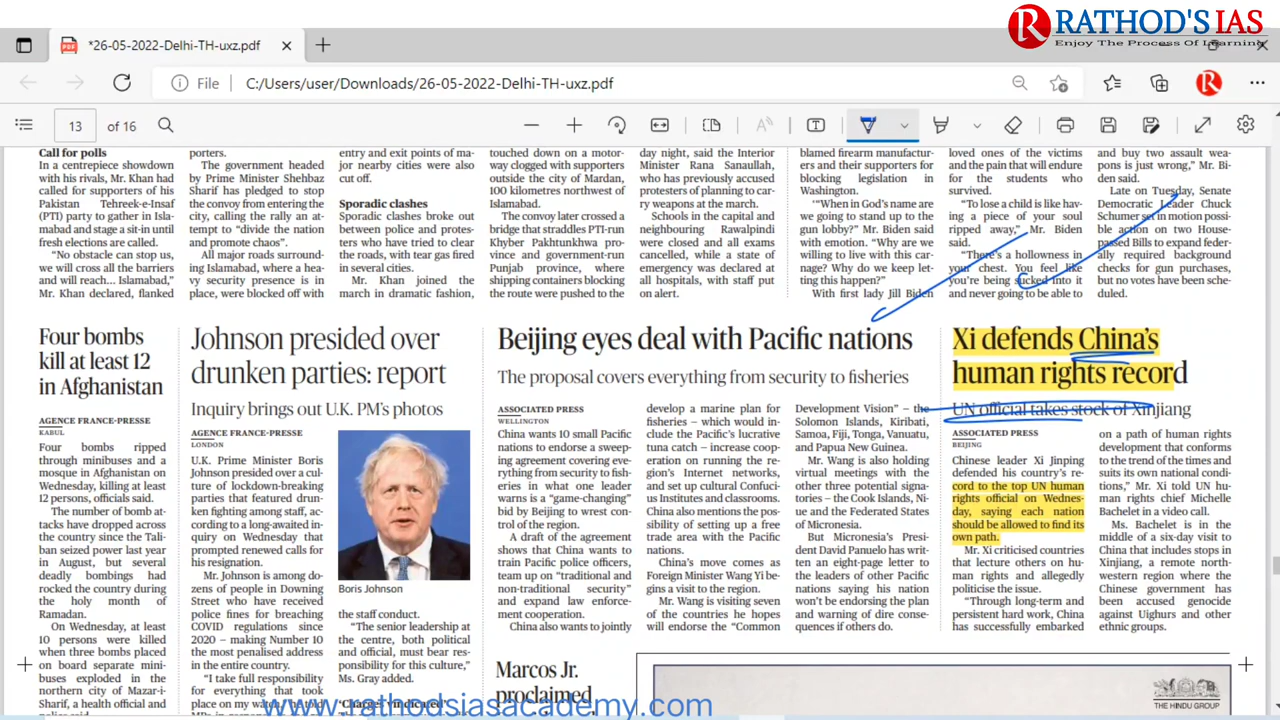 RATHOD'S IAS
Enjoy The Process Of Learning
*26-05-2022-Delhi-TH-uxz.pdf
File
C:/Users/user/Downloads/26-05-2022-Delhi-TH-uxz.pdf
13 of 16
Call for polls
In a centrepiece showdown
with his rivals, Mr. Khan had
called for supporters of his
Pakistan Tehreek-e-Insaf
(PTI) party to gather in Isla-
mabad and stage a sit-in until
fresh elections are called.
“No obstacle can stop us,
we will cross all the barriers
and will reach... Islamabad,”
Mr. Khan declared, flanked
porters.
The government headed
by Prime Minister Shehbaz
Sharif has pledged to stop
the convoy from entering the
city, calling the rally an at-
tempt to “divide the nation
and promote chaos”.
All major roads surround-
ing Islamabad, where a hea-
vy security presence is in
place, were blocked off with
entry and exit points of ma-
jor nearby cities were also
cut off.
Sporadic clashes
Sporadic clashes broke out
between police and protes-
ters who have tried to clear
the roads, with tear gas fired
in several cities.
Mr. Khan joined the
march in dramatic fashion,
touched down on a motor-
way clogged with supporters
outside the city of Mardan,
100 kilometres northwest of
Islamabad.
The convoy later crossed a
bridge that straddles PTI-run
Khyber Pakhtunkhwa pro-
vince and government-run
Punjab province, where
shipping containers blocking
the route were pushed to the
day night, said the Interior
Minister Rana Sanaullah,
who has previously accused
protesters of planning to car-
ry weapons at the march.
Schools in the capital and
neighbouring Rawalpindi
were closed and all exams
cancelled, while a state of
emergency was declared at
all hospitals, with staff put
on alert.
blamed firearm manufactur-
ers and their supporters for
blocking legislation in
Washington.
‘“When in God’s name are
we going to stand up to the
gun lobby?” Mr. Biden said
with emotion. “Why are we
willing to live with this car-
nage? Why do we keep let-
ting this happen?”
With first lady Jill Biden
loved ones of the victims
and the pain that will endure
for the students who
survived.
“To lose a child is like hav-
ing a piece of your soul
ripped away,” Mr. Biden
said.
“There’s a hollowness in
your chest. You feel like
you’re being sucked into it
and never going to be able to
and buy two assault wea-
pons is just wrong,” Mr. Bi-
den said.
Late on Tuesday, Senate
Democratic Leader Chuck
Schumer set in motion possi-
ble action on two House-
passed Bills to expand feder-
ally required background
checks for gun purchases,
but no votes have been sche-
duled.
Four bombs
kill at least 12
in Afghanistan
AGENCE FRANCE-PRESSE
KABUL
Four bombs ripped
through minibuses and a
mosque in Afghanistan on
Wednesday, killing at least
12 persons, officials said.
The number of bomb at-
tacks have dropped across
the country since the Tali-
ban seized power last year
in August, but several
deadly bombings had
rocked the country during
the holy month of
Ramadan.
On Wednesday, at least
10 persons were killed
when three bombs placed
on board separate mini-
buses exploded in the
northern city of Mazar-i-
Sharif, a health official and
Johnson presided over
drunken parties: report
Inquiry brings out U.K. PM’s photos
AGENCE FRANCE-PRESSE
LONDON
U.K. Prime Minister Boris
Johnson presided over a cul-
ture of lockdown-breaking
parties that featured drun-
ken fighting among staff, ac-
cording to a long-awaited in-
quiry on Wednesday that
prompted renewed calls for
his resignation.
Mr. Johnson is among do-
zens of people in Downing
Street who have received
police fines for breaching
COVID regulations since
2020 – making Number 10
the most penalised address
in the entire country.
“I take full responsibility
for everything that took
place on my watch,” he told
Boris Johnson
the staff conduct.
“The senior leadership at
the centre, both political
and official, must bear res-
ponsibility for this culture,”
Ms. Gray added.
Beijing eyes deal with Pacific nations
The proposal covers everything from security to fisheries
ASSOCIATED PRESS
WELLINGTON
China wants 10 small Pacific
nations to endorse a sweep-
ing agreement covering eve-
rything from security to fish-
eries in what one leader
warns is a “game-changing”
bid by Beijing to wrest con-
trol of the region.
A draft of the agreement
shows that China wants to
train Pacific police officers,
team up on “traditional and
non-traditional security”
and expand law enforce-
ment cooperation.
China also wants to jointly
develop a marine plan for
fisheries – which would in-
clude the Pacific’s lucrative
tuna catch – increase coop-
eration on running the re-
gion’s Internet networks,
and set up cultural Confuci-
us Institutes and classrooms.
China also mentions the pos-
sibility of setting up a free
trade area with the Pacific
nations.
China’s move comes as
Foreign Minister Wang Yi be-
gins a visit to the region.
Mr. Wang is visiting seven
of the countries he hopes
will endorse the “Common
Development Vision” – the
Solomon Islands, Kiribati,
Samoa, Fiji, Tonga, Vanuatu,
and Papua New Guinea.
Mr. Wang is also holding
virtual meetings with the
other three potential signa-
tories – the Cook Islands, Ni-
ue and the Federated States
of Micronesia.
But Micronesia’s Presi-
dent David Panuelo has writ-
ten an eight-page letter to
the leaders of other Pacific
nations saying his nation
won’t be endorsing the plan
and warning of dire conse-
quences if others do.
Marcos Jr.
proclaimed
Xi defends China’s
human rights record
UN official takes stock of Xinjiang
ASSOCIATED PRESS
BEIJING
Chinese leader Xi Jinping
defended his country’s re-
cord to the top UN human
rights official on Wednes-
day, saying each nation
should be allowed to find its
own path.
Mr. Xi criticised countries
that lecture others on hu-
man rights and allegedly
politicise the issue.
“Through long-term and
persistent hard work, China
has successfully embarked
on a path of human rights
development that conforms
to the trend of the times and
suits its own national condi-
tions,” Mr. Xi told UN hu-
man rights chief Michelle
Bachelet in a video call.
Ms. Bachelet is in the
middle of a six-day visit to
China that includes stops in
Xinjiang, a remote north-
western region where the
Chinese government has
been accused genocide
against Uighurs and other
ethnic groups.
THE HINDU GROUP
www.rathodsiasacademy.com